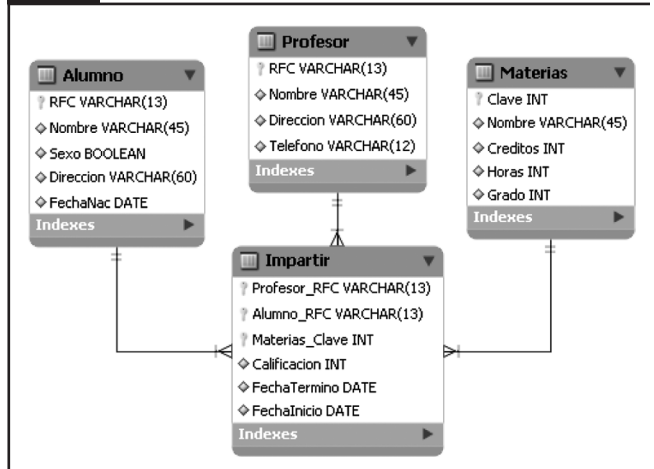 Alumno
RFC VARCHAR(13)
Nombre VARCHAR(45)
Sexo BOOLEAN
Direccion VARCHAR(60)
FechaNac DATE
Indexes
Profesor
RFC VARCHAR(13)
Nombre VARCHAR(45)
Direccion VARCHAR(60)
Telefono VARCHAR(12)
Indexes
Materias
Clave INT
Nombre VARCHAR(45)
Creditos INT
Horas INT
Grado INT
Indexes
Impartir
Profesor_RFC VARCHAR(13)
Alumno_RFC VARCHAR(13)
Materias_Clave INT
Calificacion INT
FechaTermino DATE
FechaInicio DATE
Indexes